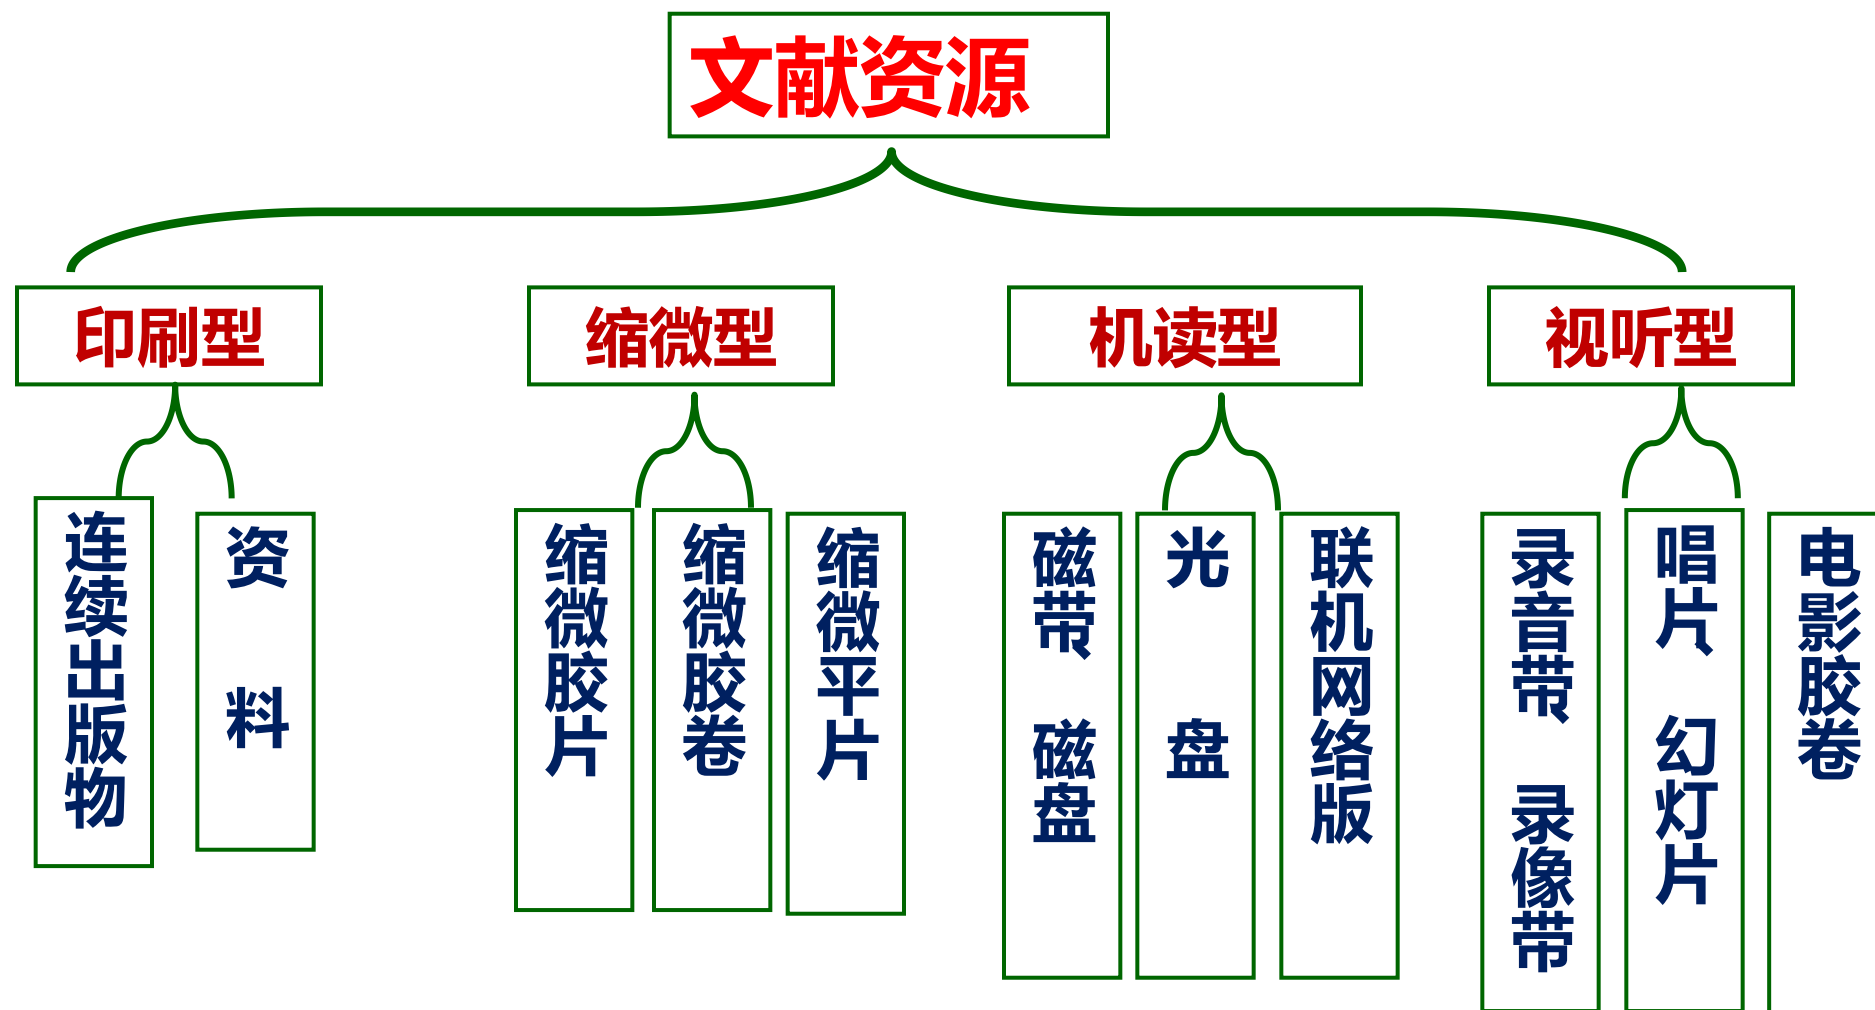 文献资源
印刷型
缩微型
机读型
视听型
连续出版物
资料
缩微胶片
缩微胶卷
缩微平片
磁带、磁盘
光盘
联机网络版
录音带、录像带
唱片、幻灯片
电影胶卷